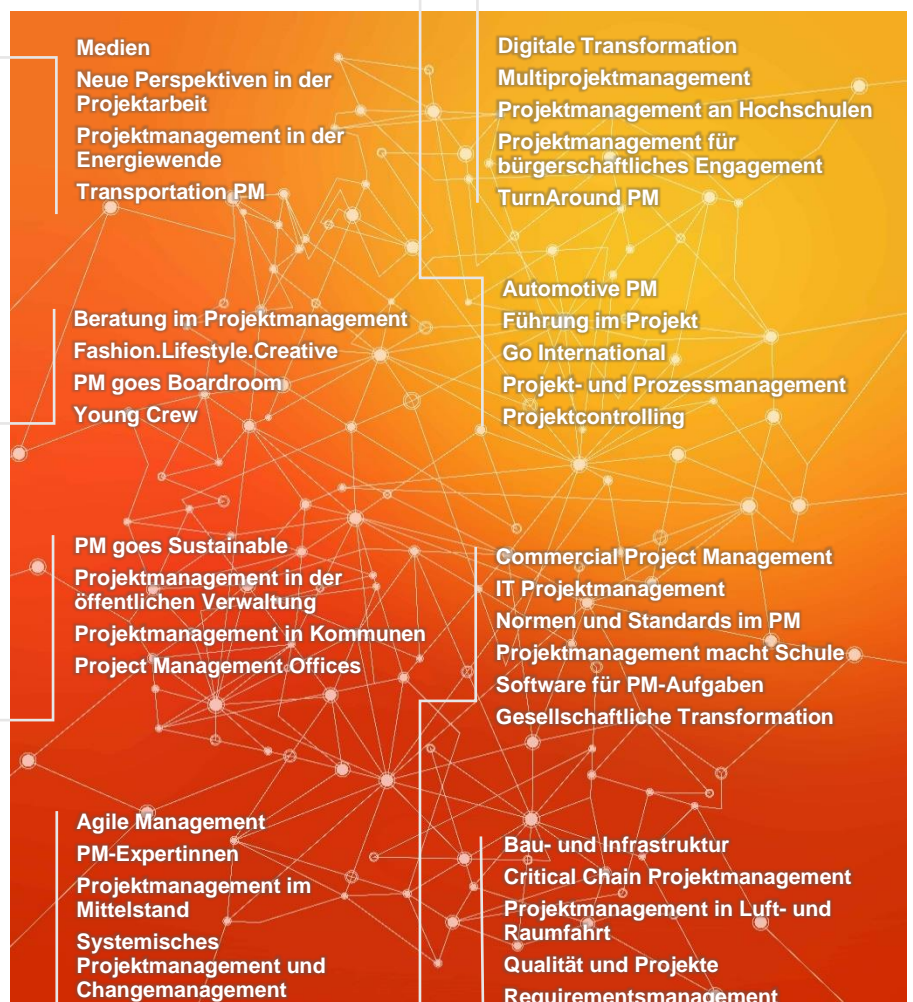 Medien
Neue Perspektiven in der
Projektarbeit
Projektmanagement in der
Energiewende
Transportation PM
Digitale Transformation
Multiprojektmanagement
Projektmanagement an Hochschulen
Projektmanagement für
bürgerschaftliches Engagement
TurnAround PM
Beratung im Projektmanagement
Fashion.Lifestyle.Creative
PM goes Boardroom
Young Crew
Automotive PM
Führung im Projekt
Go International
Projekt- und Prozessmanagement
Projektcontrolling
PM goes Sustainable
Projektmanagement in der
öffentlichen Verwaltung
Projektmanagement in Kommunen
Project Management Offices
Commercial Project Management
IT Projektmanagement
Normen und Standards im PM
Projektmanagement macht Schule
Software für PM-Aufgaben
Gesellschaftliche Transformation
Agile Management
PM-Expertinnen
Projektmanagement im
Mittelstand
Systemisches
Projektmanagement und
Changemanagement
Bau- und Infrastruktur
Critical Chain Projektmanagement
Projektmanagement in Luft- und
Raumfahrt
Qualität und Projekte
Requirementsmanagement